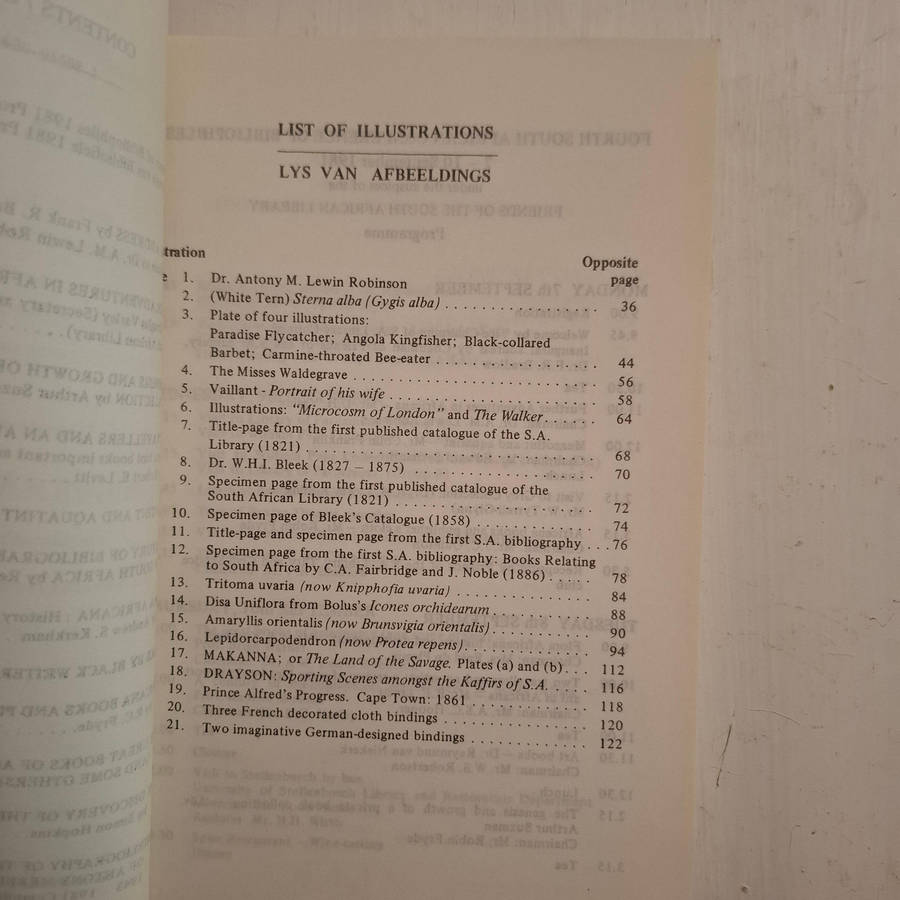 LIST OF ILLUSTRATIONS
LYS VAN AFBEELDINGS
tration
Opposite
page
e 1. Dr. Antony M. Lewin Robinson
2. (White Tern) Sterna alba (Gygis alba) . . . . . . . . . . . . . . . . . 36
3. Plate of four illustrations:
Paradise Flycatcher; Angola Kingfisher; Black-collared
Barbet; Carmine-throated Bee-eater . . . . . . . . . . . . . . . . . 44
4. The Misses Waldegrave . . . . . . . . . . . . . . . . . . . . . . . . . . 56
5. Vaillant - Portrait of his wife . . . . . . . . . . . . . . . . . . . . . . 58
6. Illustrations: "Microcosm of London" and The Walker . . . . . . 64
7. Title-page from the first published catalogue of the S.A.
Library (1821) . . . . . . . . . . . . . . . . . . . . . . . . . . . . . . . 68
8. Dr. W.H.I. Bleek (1827 – 1875) . . . . . . . . . . . . . . . . . . . 70
9. Specimen page from the first published catalogue of the
South African Library (1821) . . . . . . . . . . . . . . . . . . . . . 72
10. Specimen page of Bleek's Catalogue (1858) . . . . . . . . . . . . 74
11. Title-page and specimen page from the first S.A. bibliography . . . 76
12. Specimen page from the first S.A. bibliography: Books Relating
to South Africa by C.A. Fairbridge and J. Noble (1886) . . . . . 78
13. Tritoma uvaria (now Knipphofia uvaria) . . . . . . . . . . . . . . 84
14. Disa Uniflora from Bolus's Icones orchidearum . . . . . . . . . . 88
15. Amaryllis orientalis (now Brunsvigia orientalis) . . . . . . . . . . 90
16. Lepidorcarpodendron (now Protea repens) . . . . . . . . . . . . . 94
17. MAKANNA; or The Land of the Savage. Plates (a) and (b) . . . 112
18. DRAYSON: Sporting Scenes amongst the Kaffirs of S.A. . . . . 116
19. Prince Alfred's Progress. Cape Town: 1861 . . . . . . . . . . . . . 118
20. Three French decorated cloth bindings . . . . . . . . . . . . . . . 120
21. Two imaginative German-designed bindings . . . . . . . . . . . . 122